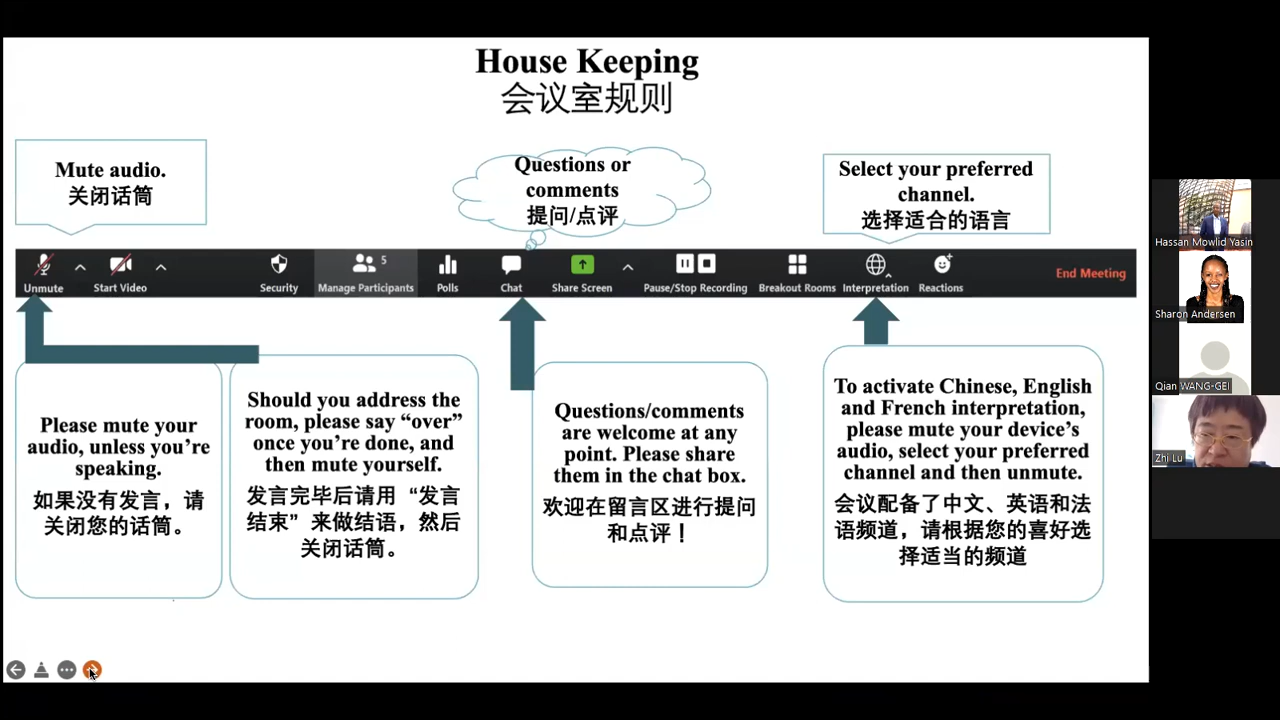 House Keeping
会议室规则
Mute audio.
关闭话筒
Questions or
comments
提问/点评
Select your preferred
channel.
选择适合的语言
Unmute
Start Video
Security
5
Manage Participants
Polls
Chat
Share Screen
Pause/Stop Recording
Breakout Rooms
Interpretation
Reactions
End Meeting
Please mute your
audio, unless you’re
speaking.
如果没有发言，请
关闭您的话筒。
Should you address the
room, please say “over”
once you’re done, and
then mute yourself.
发言完毕后请用“发言
结束”来做结语，然后
关闭话筒。
Questions/comments
are welcome at any
point. Please share
them in the chat box.
欢迎在留言区进行提问
和点评！
To activate Chinese, English
and French interpretation,
please mute your device’s
audio, select your preferred
channel and then unmute.
会议配备了中文、英语和法
语频道，请根据您的喜好选
择适当的频道
Hassan Mowlid Yasin
Sharon Andersen
Qian WANG-GEI
Zhi Lu